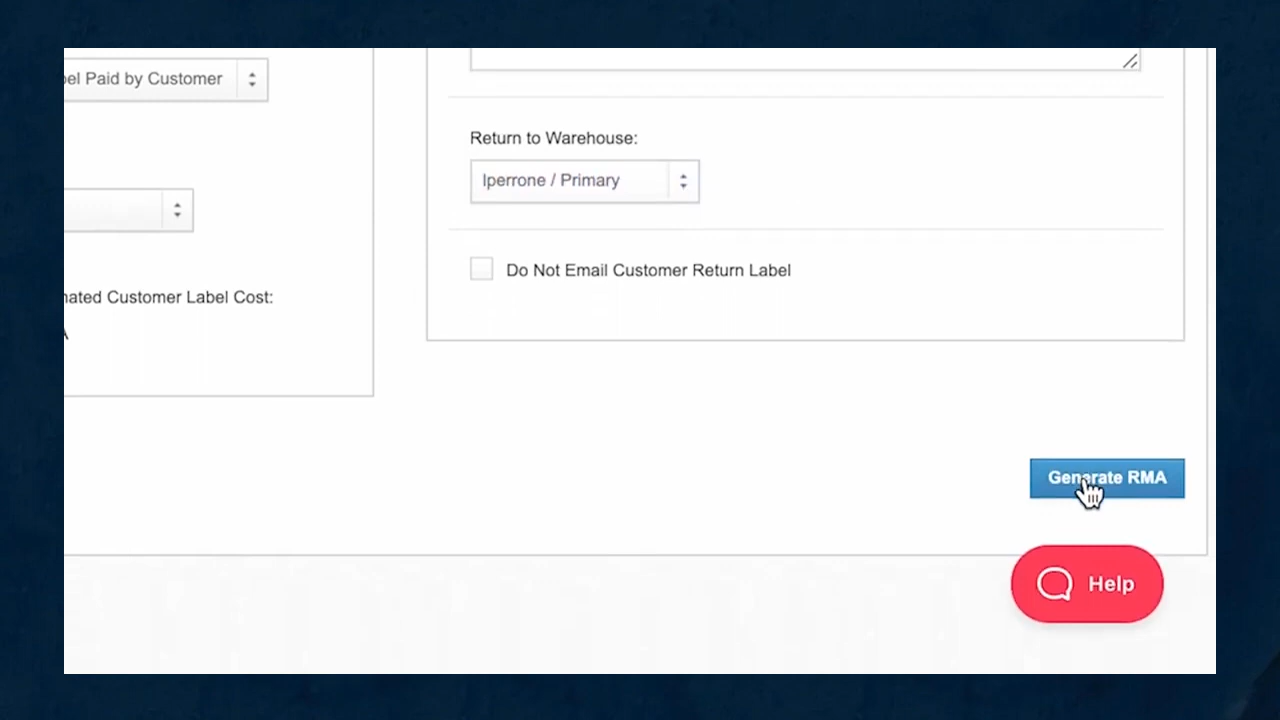 el Paid by Customer
Estimated Customer Label Cost:
Return to Warehouse:
Iperrone / Primary
Do Not Email Customer Return Label
Generate RMA
Help